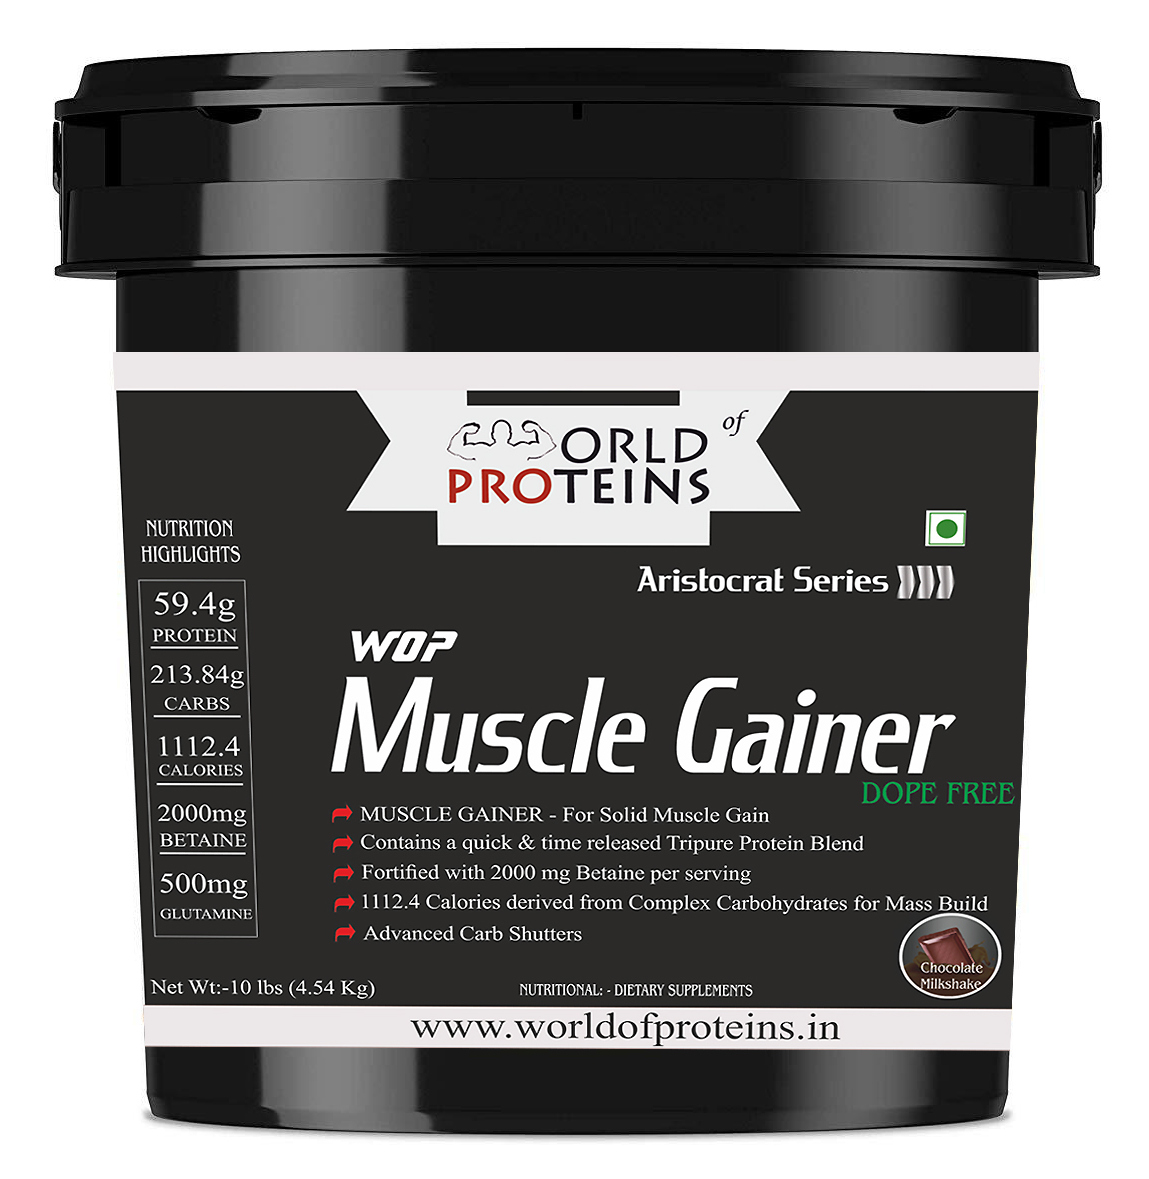 of
ORLD
PROTEINS
NUTRITION
HIGHLIGHTS
59.4g
PROTEIN
213.84g
CARBS
1112.4
CALORIES
2000mg
BETAINE
500mg
GLUTAMINE
Aristocrat Series
WOP
Muscle Gainer
DOPE FREE
MUSCLE GAINER - For Solid Muscle Gain
Contains a quick & time released Tripure Protein Blend
Fortified with 2000 mg Betaine per serving
1112.4 Calories derived from Complex Carbohydrates for Mass Build
Advanced Carb Shutters
Chocolate
Milkshake
Net Wt:-10 lbs (4.54 Kg)
NUTRITIONAL: - DIETARY SUPPLEMENTS
www.worldofproteins.in